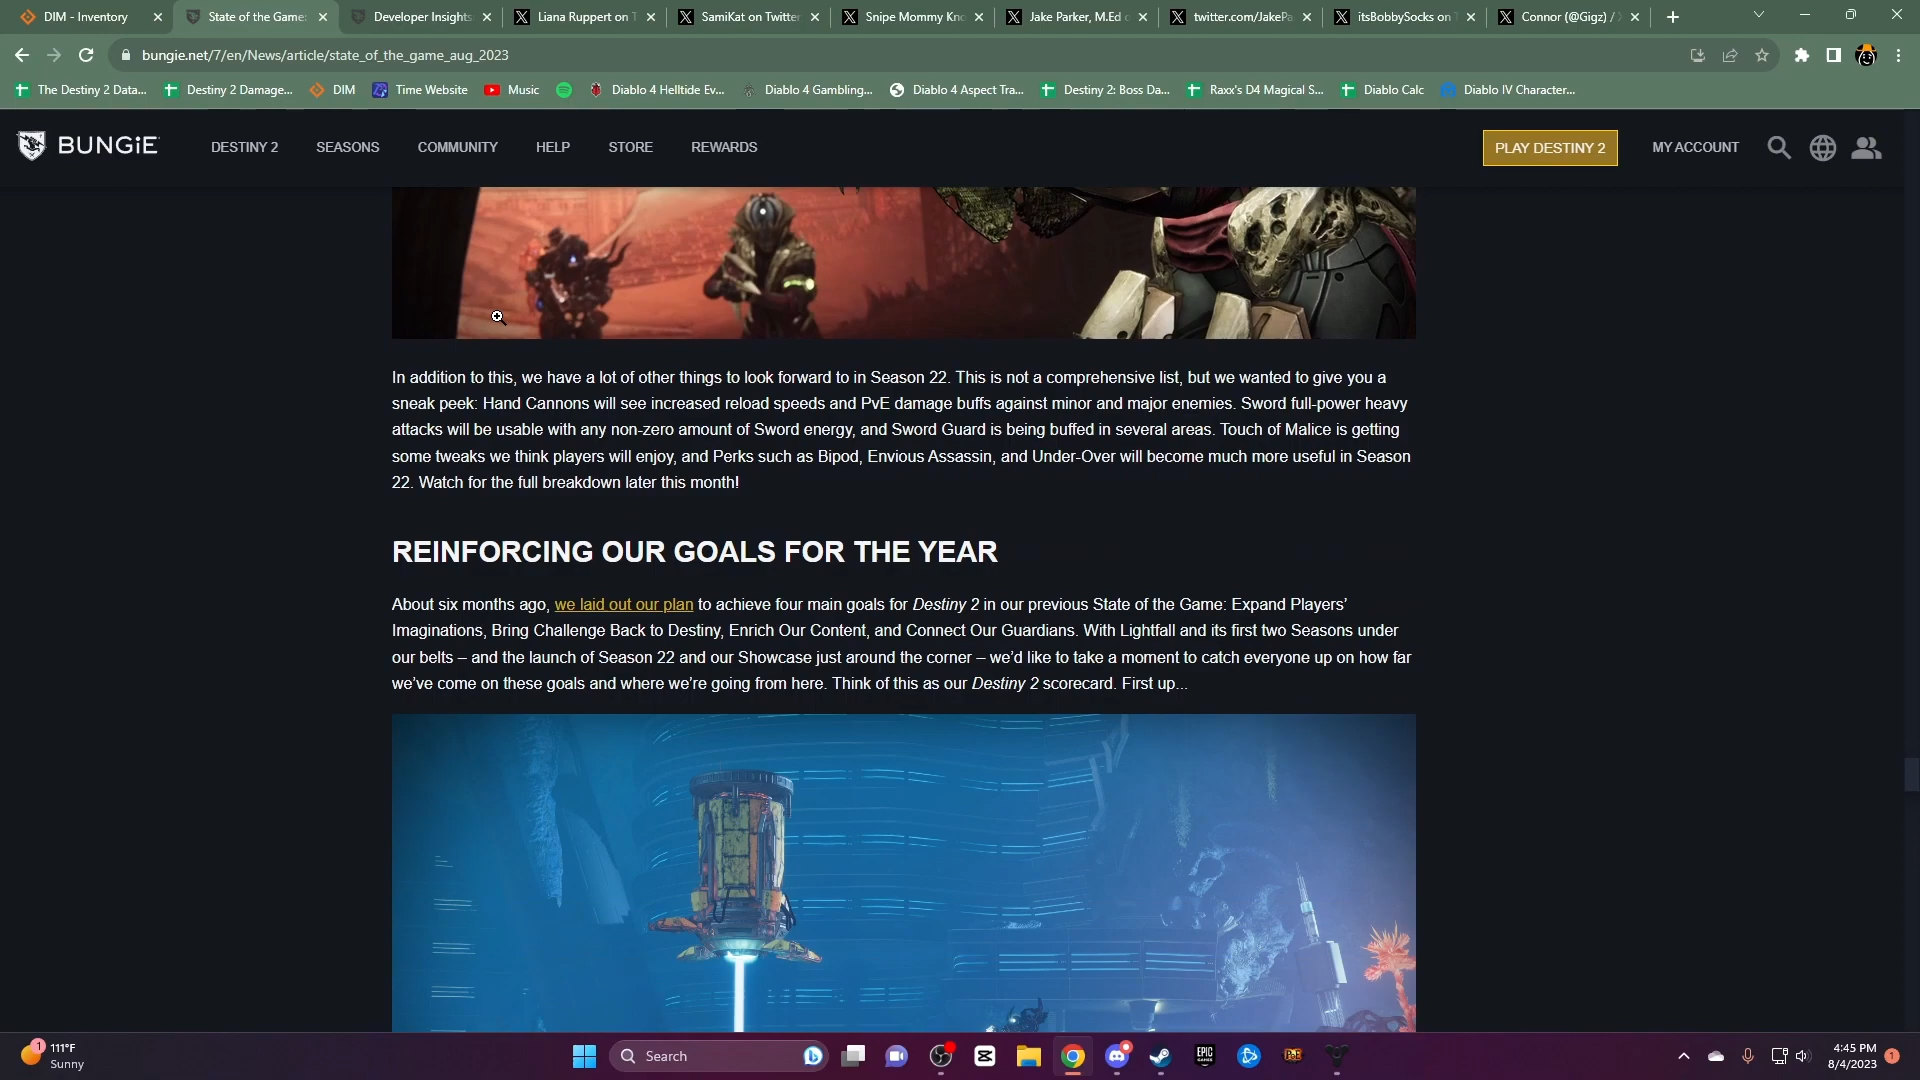 DIM - Inventory
State of the Game:
Developer Insights
Liana Ruppert on T
SamiKat on Twitter
Snipe Mommy Kno
Jake Parker, M.Ed o
twitter.com/JakePa
itsBobbySocks on T
Connor (@Gigz) / X
bungie.net/7/en/News/article/state_of_the_game_aug_2023
The Destiny 2 Data...
Destiny 2 Damage...
DIM
Time Website
Music
Diablo 4 Helltide Ev...
Diablo 4 Gambling...
Diablo 4 Aspect Tra...
Destiny 2: Boss Da...
Raxx's D4 Magical S...
Diablo Calc
Diablo IV Character...
BUNGiE
DESTINY 2
SEASONS
COMMUNITY
HELP
STORE
REWARDS
PLAY DESTINY 2
MY ACCOUNT
In addition to this, we have a lot of other things to look forward to in Season 22. This is not a comprehensive list, but we wanted to give you a
sneak peek: Hand Cannons will see increased reload speeds and PvE damage buffs against minor and major enemies. Sword full-power heavy
attacks will be usable with any non-zero amount of Sword energy, and Sword Guard is being buffed in several areas. Touch of Malice is getting
some tweaks we think players will enjoy, and Perks such as Bipod, Envious Assassin, and Under-Over will become much more useful in Season
22. Watch for the full breakdown later this month!
REINFORCING OUR GOALS FOR THE YEAR
About six months ago, we laid out our plan to achieve four main goals for Destiny 2 in our previous State of the Game: Expand Players’
Imaginations, Bring Challenge Back to Destiny, Enrich Our Content, and Connect Our Guardians. With Lightfall and its first two Seasons under
our belts – and the launch of Season 22 and our Showcase just around the corner – we’d like to take a moment to catch everyone up on how far
we’ve come on these goals and where we’re going from here. Think of this as our Destiny 2 scorecard. First up...
1
111°F
Sunny
Search
EPIC GAMES
4:45 PM
8/4/2023
1